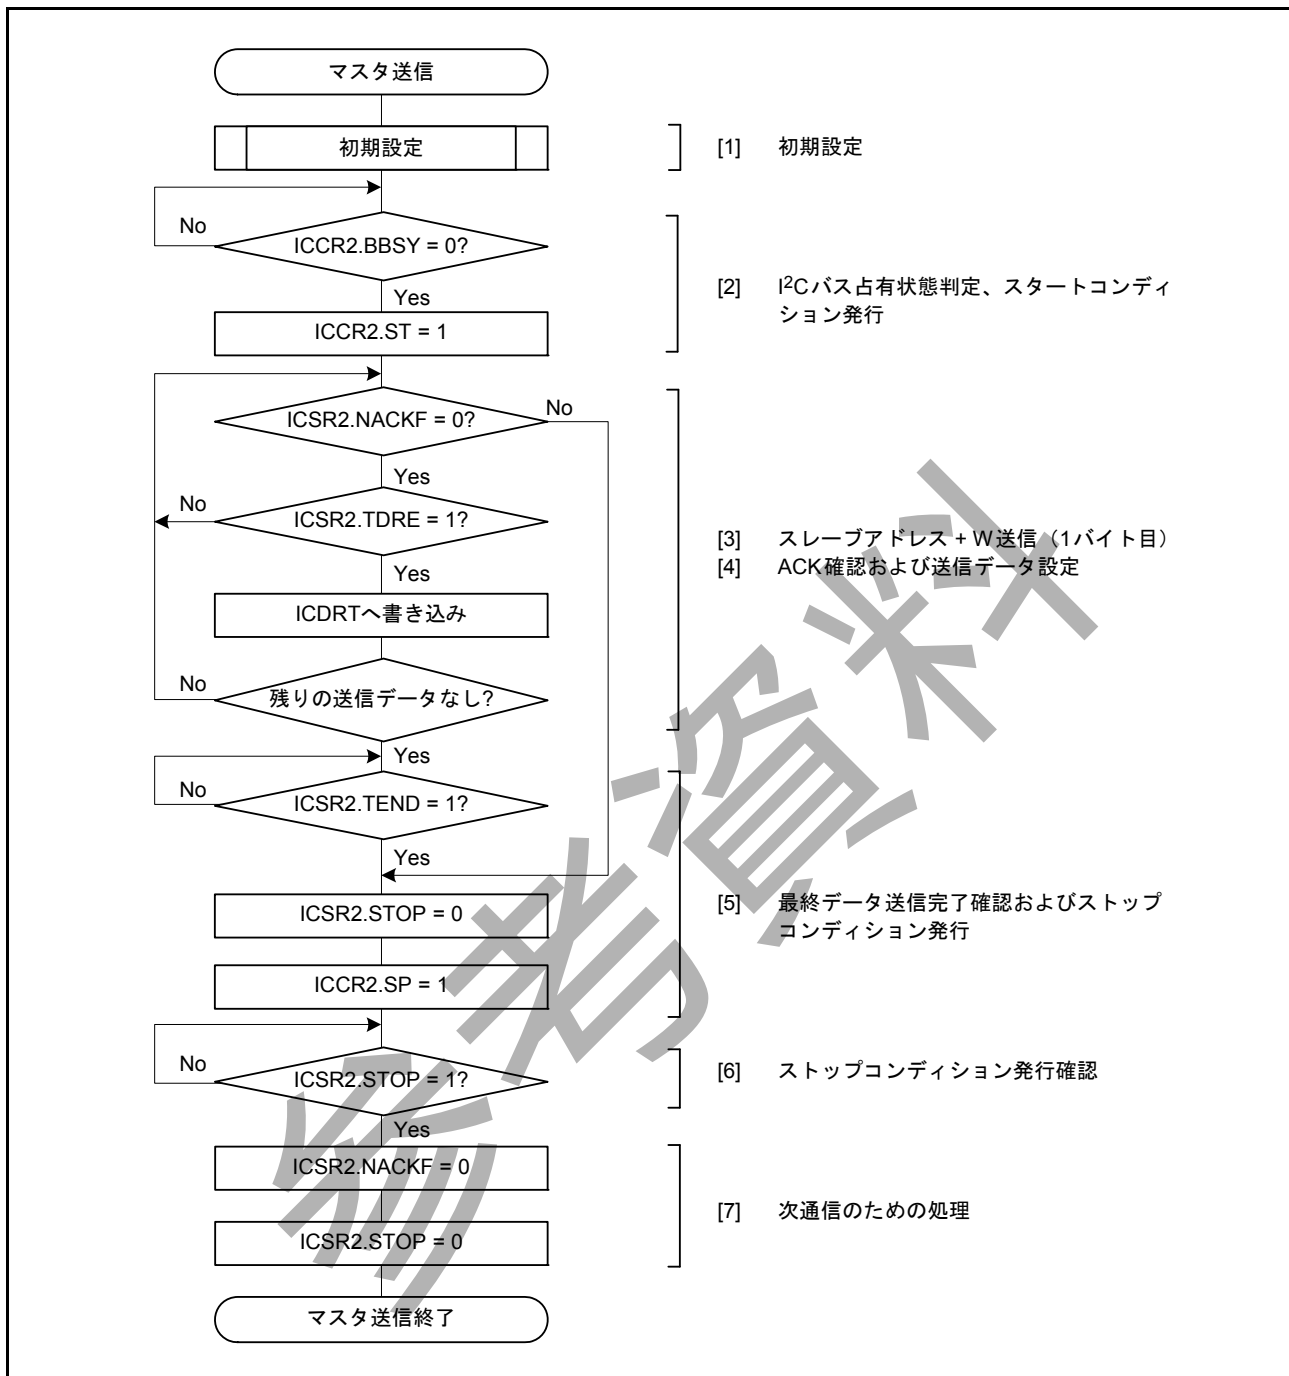 マスタ送信
初期設定
[1] 初期設定
No
ICCR2.BBSY = 0?
Yes
[2] I²Cバス占有状態判定、スタートコンディ
ション発行
ICCR2.ST = 1
ICSR2.NACKF = 0?
No
Yes
No
ICSR2.TDRE = 1?
Yes
[3] スレーブアドレス + W送信（1バイト目）
[4] ACK確認および送信データ設定
ICDRTへ書き込み
No
残りの送信データなし?
Yes
No
ICSR2.TEND = 1?
Yes
ICSR2.STOP = 0
[5] 最終データ送信完了確認およびストップ
コンディション発行
ICCR2.SP = 1
No
ICSR2.STOP = 1?
[6] ストップコンディション発行確認
Yes
ICSR2.NACKF = 0
[7] 次通信のための処理
ICSR2.STOP = 0
マスタ送信終了
参考資料